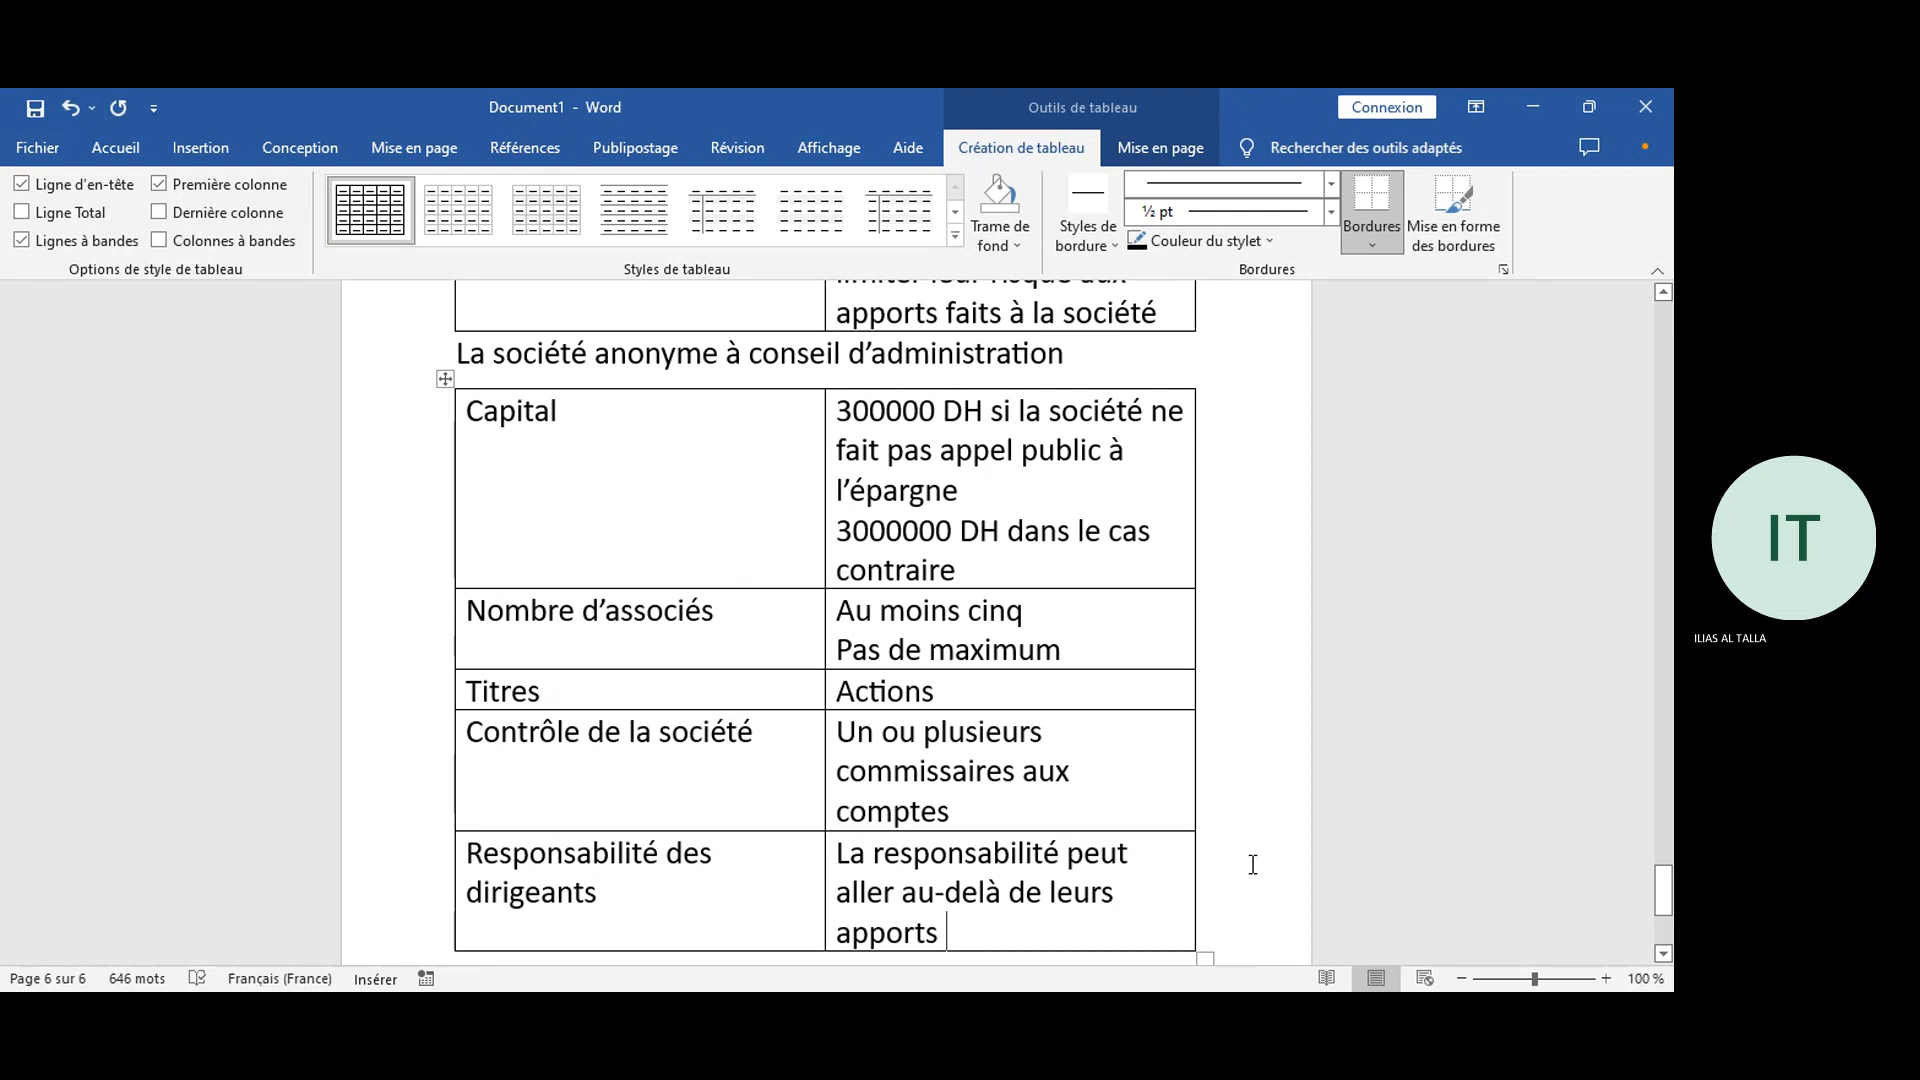 Document1 - Word
Outils de tableau
Connexion
Fichier Accueil Insertion Conception Mise en page Références Publipostage Révision Affichage Aide Création de tableau Mise en page Rechercher des outils adaptés
Ligne d'en-tête Première colonne
Ligne Total Dernière colonne
Lignes à bandes Colonnes à bandes
Options de style de tableau
Styles de tableau
Trame de fond
Styles de bordure
½ pt
Couleur du stylet
Bordures
Mise en forme des bordures
Bordures
limiter leur risque aux
apports faits à la société
La société anonyme à conseil d’administration
Capital
300000 DH si la société ne
fait pas appel public à
l’épargne
3000000 DH dans le cas
contraire
Nombre d’associés
Au moins cinq
Pas de maximum
Titres
Actions
Contrôle de la société
Un ou plusieurs
commissaires aux
comptes
Responsabilité des
dirigeants
La responsabilité peut
aller au-delà de leurs
apports
IT
ILIAS AL TALLA
Page 6 sur 6 646 mots Français (France) Insérer 100 %